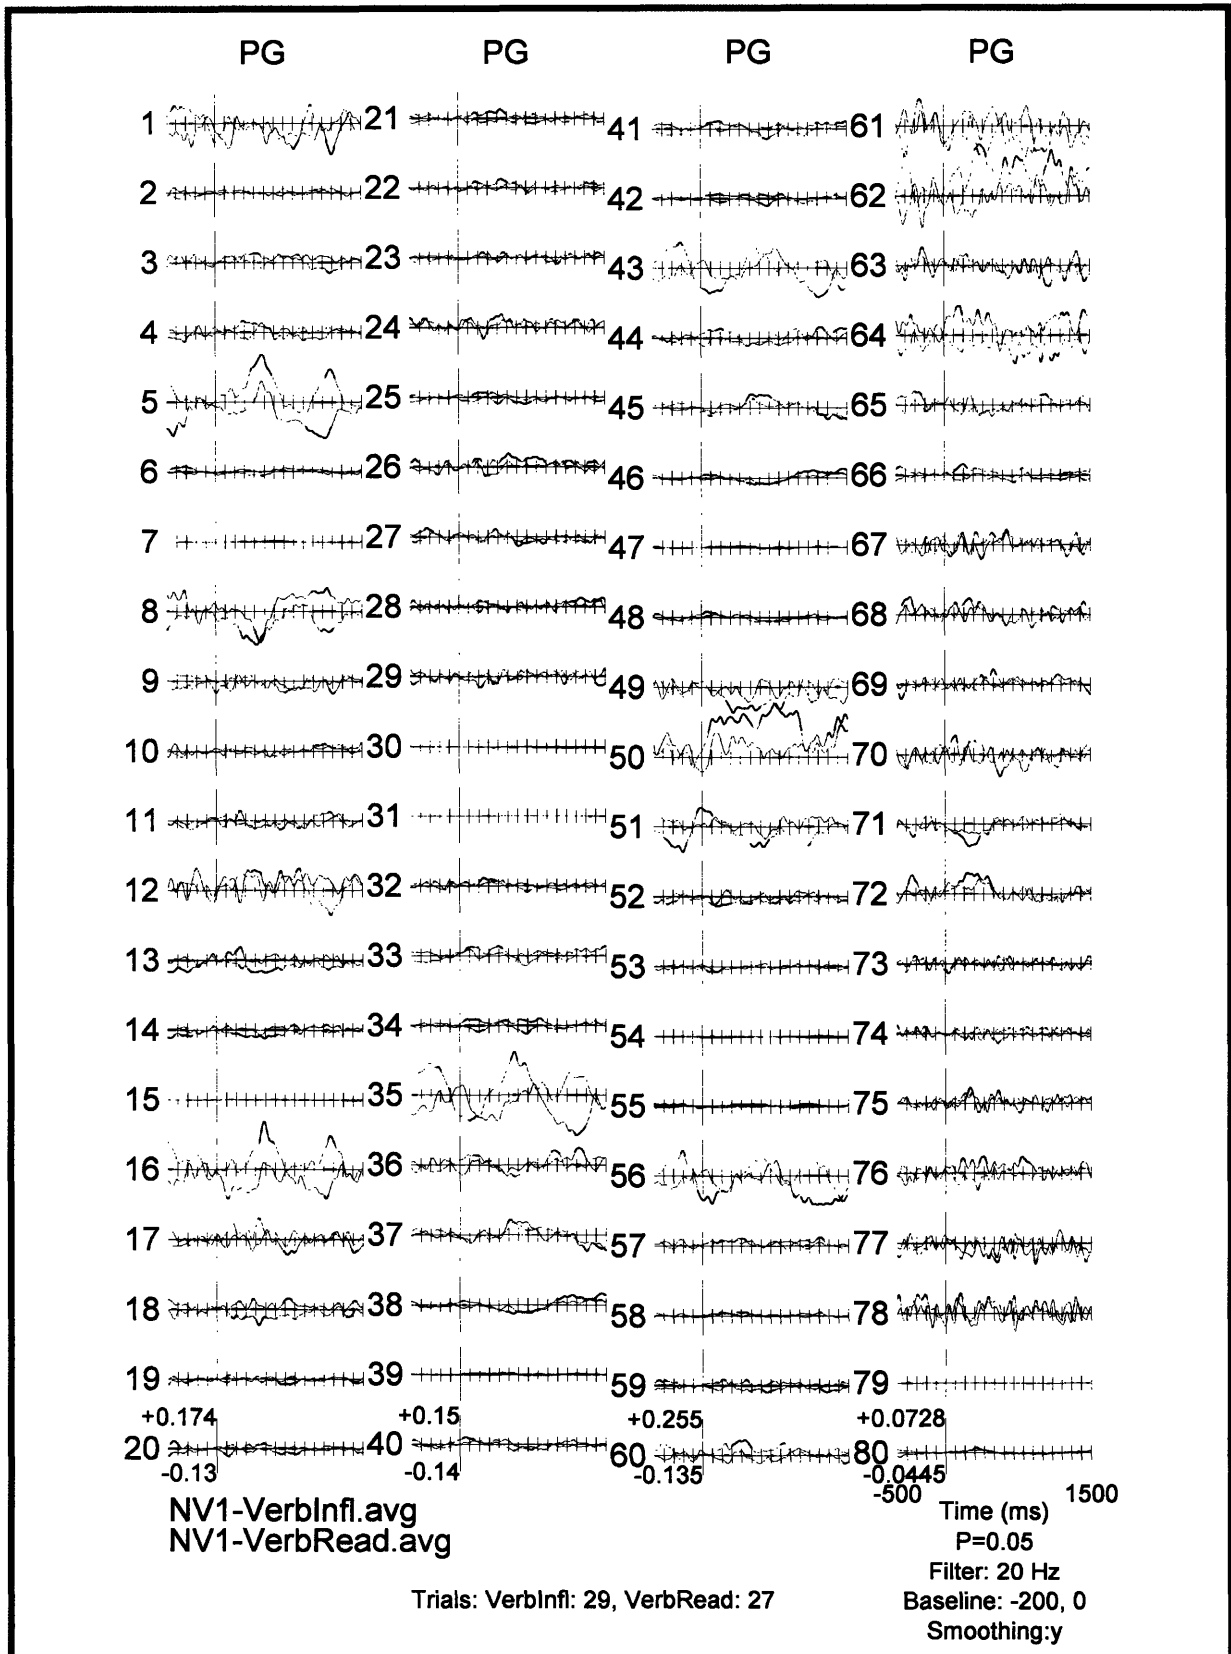 PG PG PG PG
1 21 41 61
2 22 42 62
3 23 43 63
4 24 44 64
5 25 45 65
6 26 46 66
7 27 47 67
8 28 48 68
9 29 49 69
10 30 50 70
11 31 51 71
12 32 52 72
13 33 53 73
14 34 54 74
15 35 55 75
16 36 56 76
17 37 57 77
18 38 58 78
19 39 59 79
+0.174 +0.15 +0.255 +0.0728
20 40 60 80
-0.13 -0.14 -0.135 -0.0445
-500 1500
NV1-VerbInfl.avg
Time (ms)
NV1-VerbRead.avg
P=0.05
Filter: 20 Hz
Trials: VerbInfl: 29, VerbRead: 27
Baseline: -200, 0
Smoothing:y